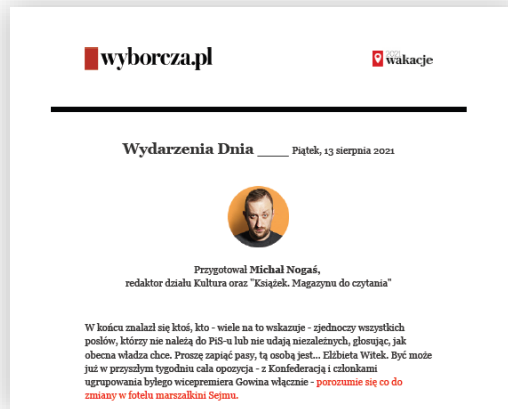 wyborcza.pl
2021
wakacje
Wydarzenia Dnia ____ Piątek, 13 sierpnia 2021
Przygotował Michał Nogaś,
redaktor działu Kultura oraz "Książek. Magazynu do czytania"
W końcu znalazł się ktoś, kto - wiele na to wskazuje - zjednoczy wszystkich
posłów, którzy nie należą do PiS-u lub nie udają niezależnych, głosując, jak
obecna władza chce. Proszę zapiąć pasy, tą osobą jest... Elżbieta Witek. Być może
już w przyszłym tygodniu cała opozycja - z Konfederacją i członkami
ugrupowania byłego wicepremiera Gowina włącznie - porozumie się co do
zmiany w fotelu marszałkini Sejmu.